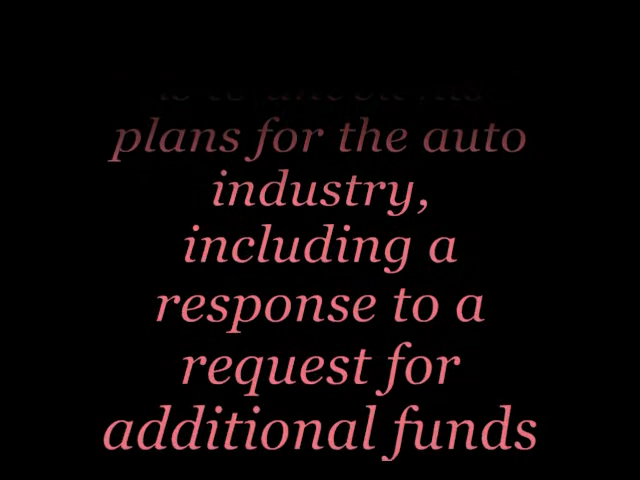 plans for the auto
industry,
including a
response to a
request for
additional funds